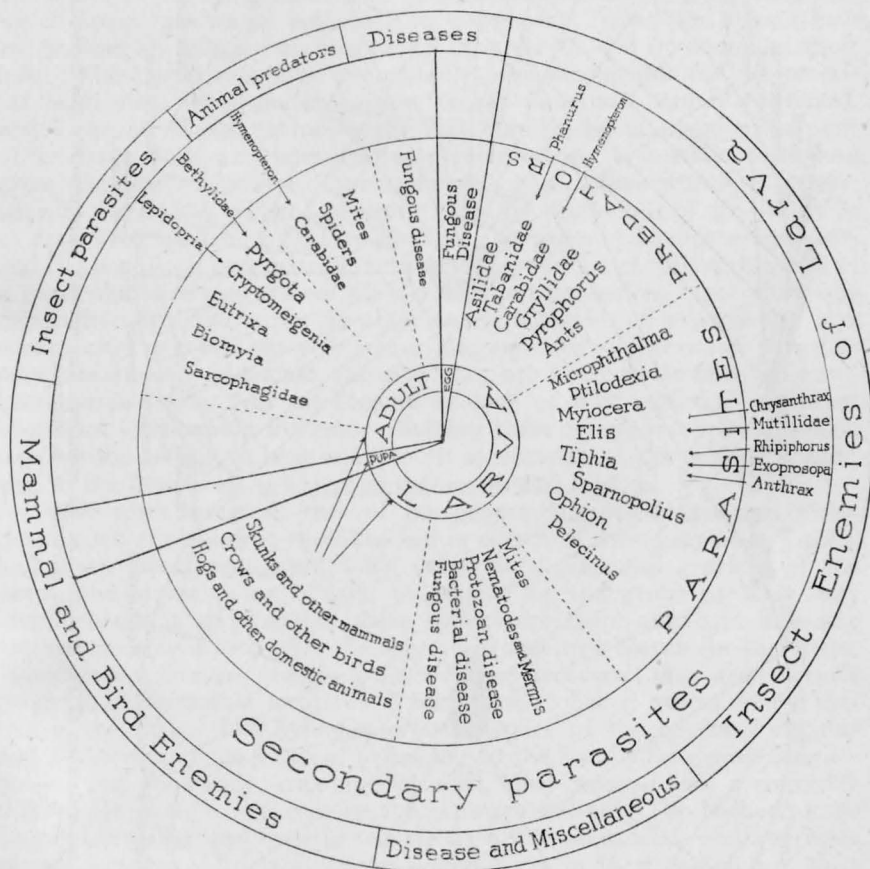 Diseases
Animal predators
Insect parasites
Mammal and Bird Enemies
Disease and Miscellaneous
Insect Enemies of Larva
Secondary parasites
PREDATORS
PARASITES
Phanurus
Hymenopteron
Fungous
Disease
Asilidae
Tabanidae
Carabidae
Gryllidae
Pyrophorus
Ants
Microphthalma
Ptilodexia
Myiocera
Elis
Tiphia
Sparnopolius
Ophion
Pelecinus
Chrysanthrax
Mutillidae
Rhipiphorus
Exoprosopa
Anthrax
Mites
Nematodes and Mermis
Protozoan disease
Bacterial disease
Fungous disease
Skunks and other mammals
Crows and other birds
Hogs and other domestic animals
Lepidopria
Bethylidae
Hymenopteron
Pyrgota
Cryptomeigenia
Eutrixa
Biomyia
Sarcophagidae
Mites
Spiders
Carabidae
Fungous disease
EGG
ADULT
PUPA
LARVA